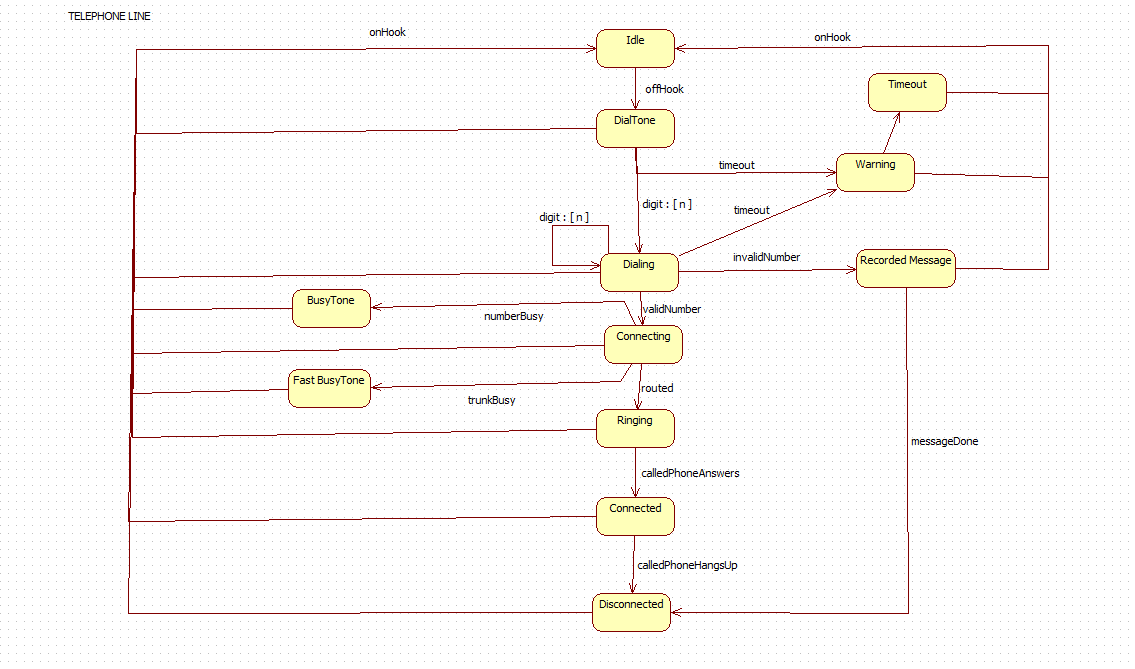 TELEPHONE LINE
onHook
Idle
onHook
offHook
Timeout
DialTone
timeout
Warning
digit : [ n ]
timeout
digit : [ n ]
Dialing
invalidNumber
Recorded Message
BusyTone
numberBusy
validNumber
Connecting
Fast BusyTone
trunkBusy
routed
Ringing
messageDone
calledPhoneAnswers
Connected
calledPhoneHangsUp
Disconnected